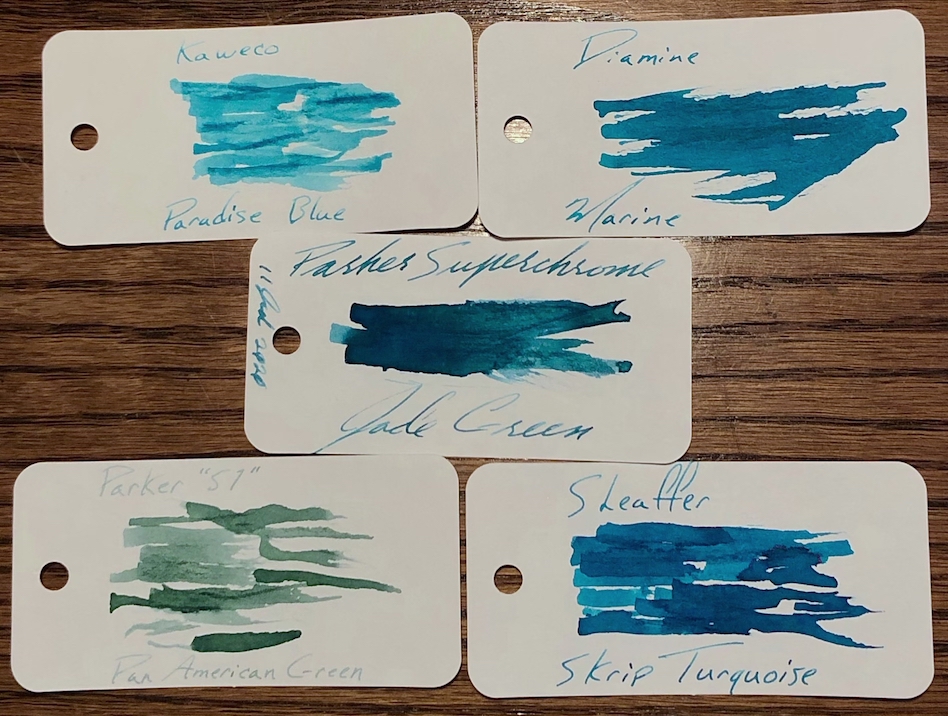 Kaweco
Paradise Blue
Diamine
Marine
Parker Superchrome
Jade Green
Parker "51"
Pan American Green
Sheaffer
Skrip Turquoise